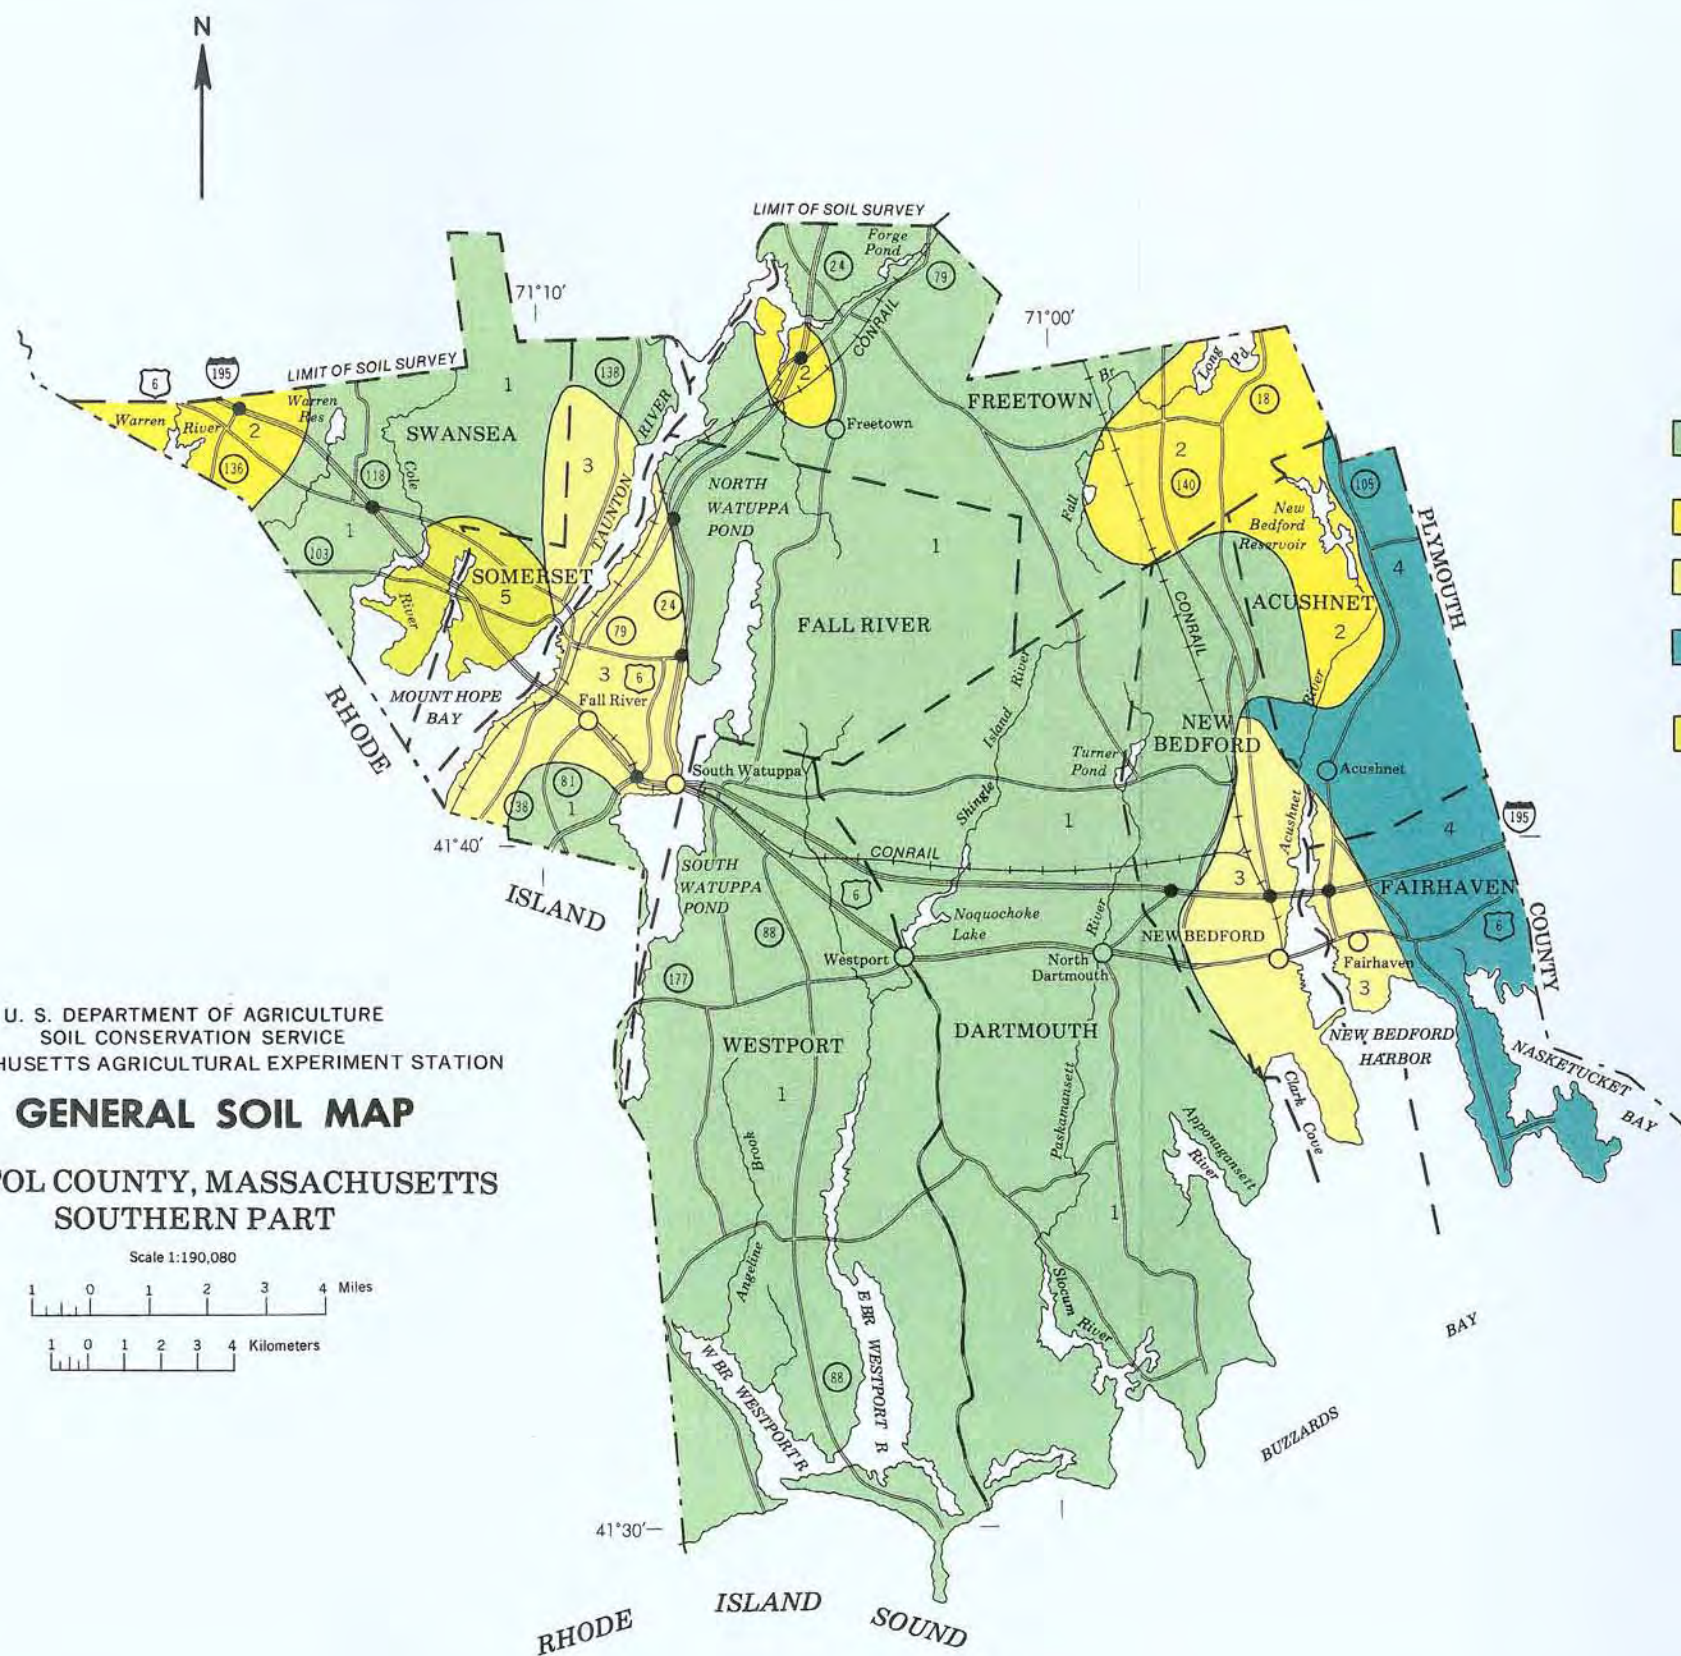 N
LIMIT OF SOIL SURVEY
Forge
Pond
24
79
CONRAIL
71°10'
71°00'
6
195
LIMIT OF SOIL SURVEY
1
138
2
Long
Pd
Br
18
Warren
River
Warren
Res
2
136
SWANSEA
118
Cole
3
RIVER
TAUNTON
Freetown
FREETOWN
2
140
105
NORTH
WATUPPA
POND
Fall
New
Bedford
Reservoir
PLYMOUTH
103
1
1
4
SOMERSET
5
River
24
79
FALL RIVER
CONRAIL
ACUSHNET
2
3
6
Fall River
River
River
Island
Shingle
RHODE
MOUNT HOPE
BAY
NEW
BEDFORD
Turner
Pond
Acushnet
81
South Watuppa
138
1
1
Acushnet
4
195
41°40'
CONRAIL
SOUTH
WATUPPA
POND
6
3
FAIRHAVEN
ISLAND
88
Noquochoke
Lake
River
NEW BEDFORD
6
COUNTY
Westport
North
Dartmouth
Fairhaven
3
177
U. S. DEPARTMENT OF AGRICULTURE
SOIL CONSERVATION SERVICE
HUSETTS AGRICULTURAL EXPERIMENT STATION
WESTPORT
DARTMOUTH
NEW BEDFORD
HARBOR
NASKETUCKET
BAY
GENERAL SOIL MAP
1
Paskamansett
Clark
Cove
Apponagansett
River
Brook
Angeline
OL COUNTY, MASSACHUSETTS
SOUTHERN PART
1
Scale 1:190,080
1 0 1 2 3 4 Miles
1 0 1 2 3 4 Kilometers
Slocum
River
E BR WESTPORT R
W BR WESTPORT R
88
BUZZARDS
BAY
41°30'
RHODE
ISLAND
SOUND